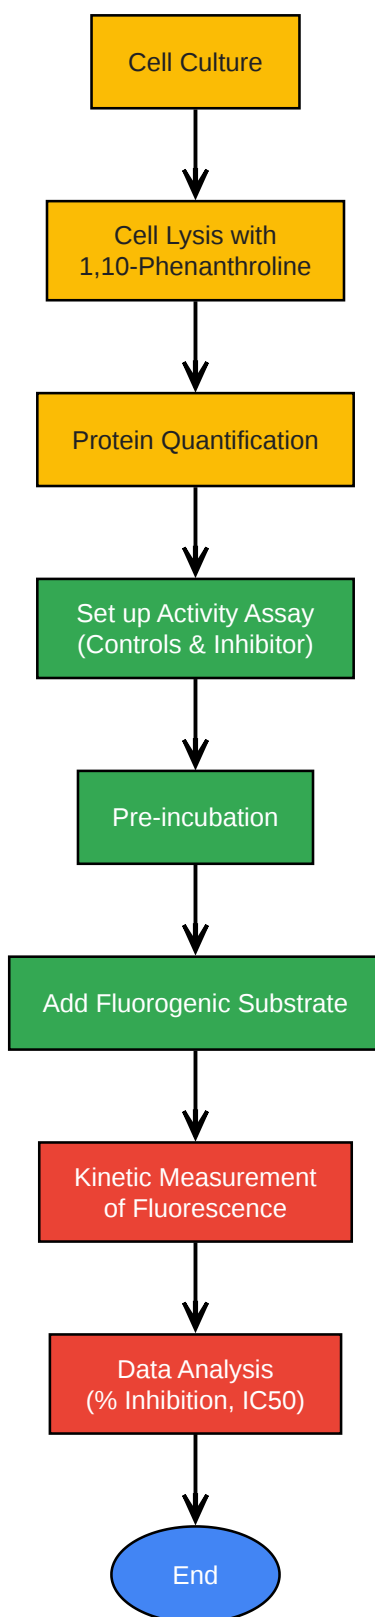 Cell Culture
Cell Lysis with
1,10-Phenanthroline
Protein Quantification
Set up Activity Assay
(Controls & Inhibitor)
Pre-incubation
Add Fluorogenic Substrate
Kinetic Measurement
of Fluorescence
Data Analysis
(% Inhibition, IC50)
End